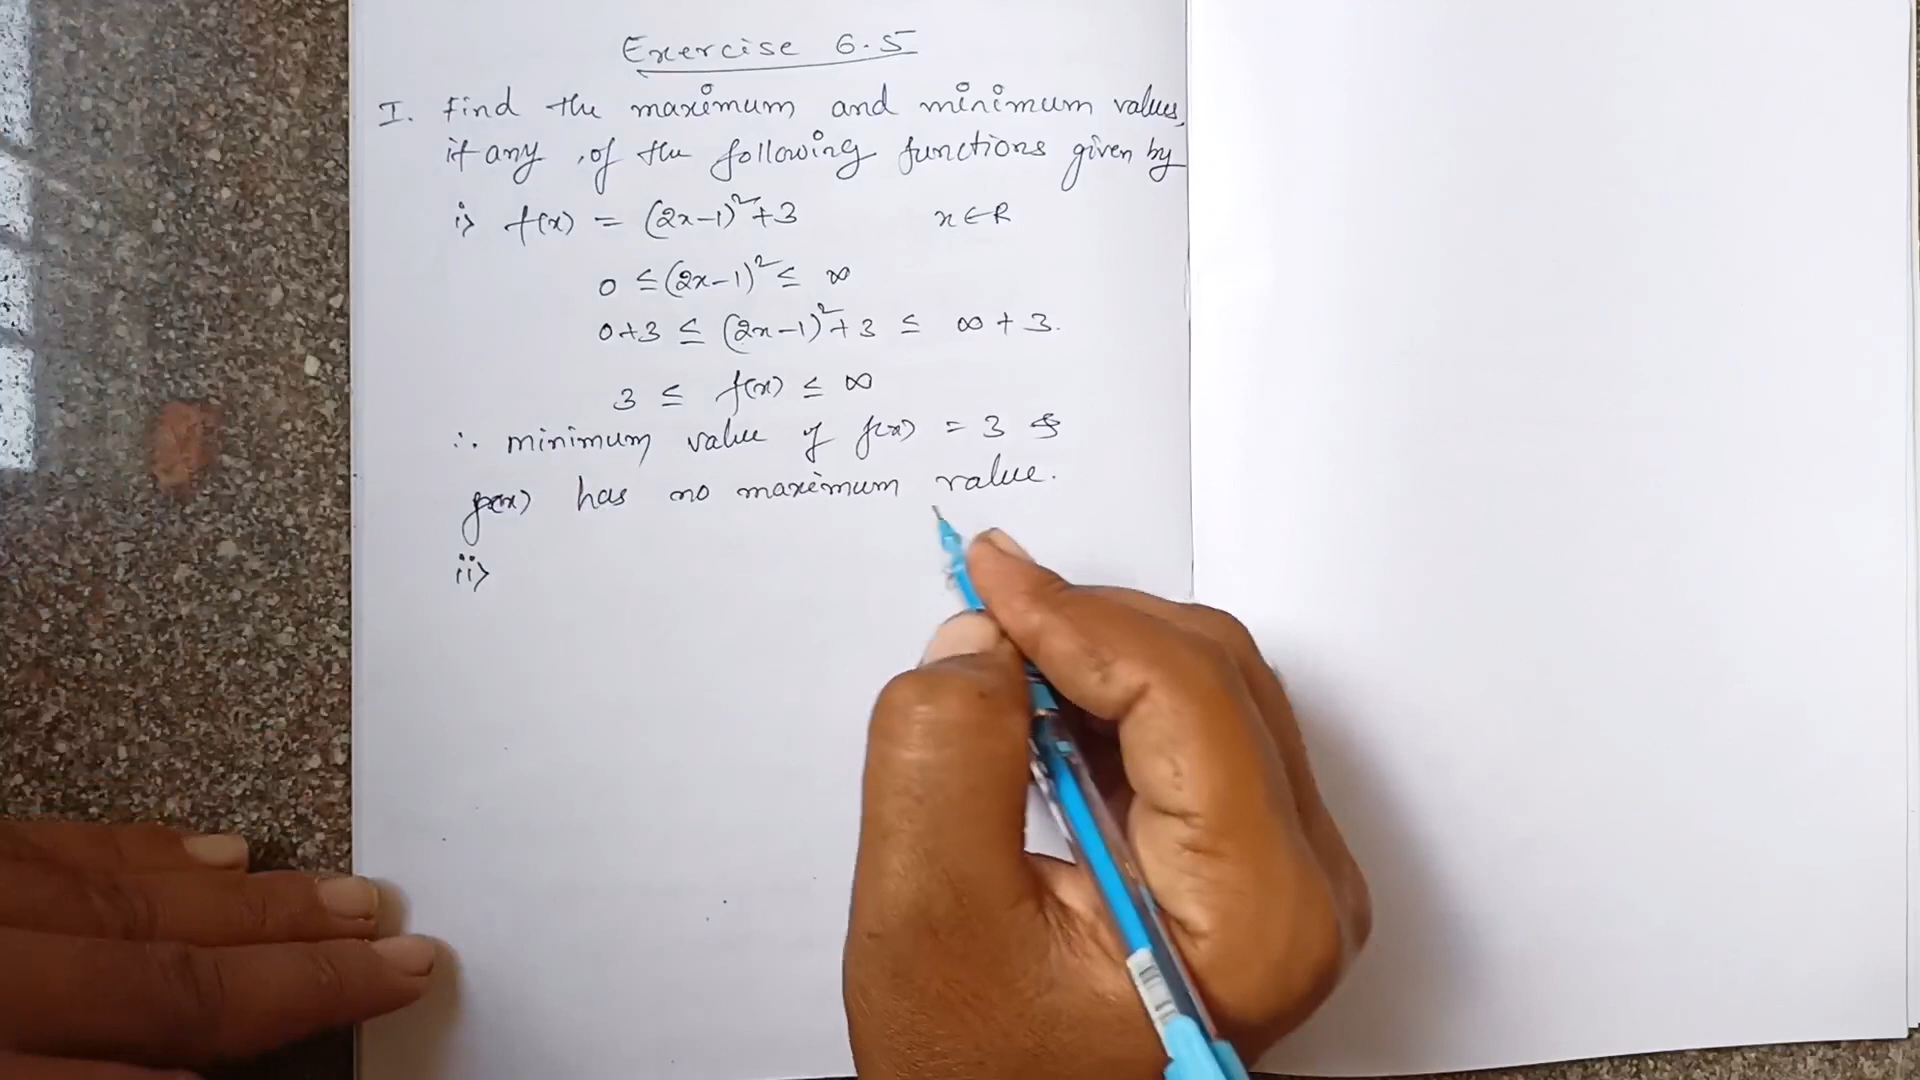 Exercise 6.5
I. Find the maximum and minimum values,
if any, of the following functions given by
i) f(x) = (2x-1)²+3 x∈R
0 ≤ (2x-1)² ≤ ∞
0+3 ≤ (2x-1)²+3 ≤ ∞+3.
3 ≤ f(x) ≤ ∞
∴ minimum value of f(x) = 3 &
f(x) has no maximum value.
ii)